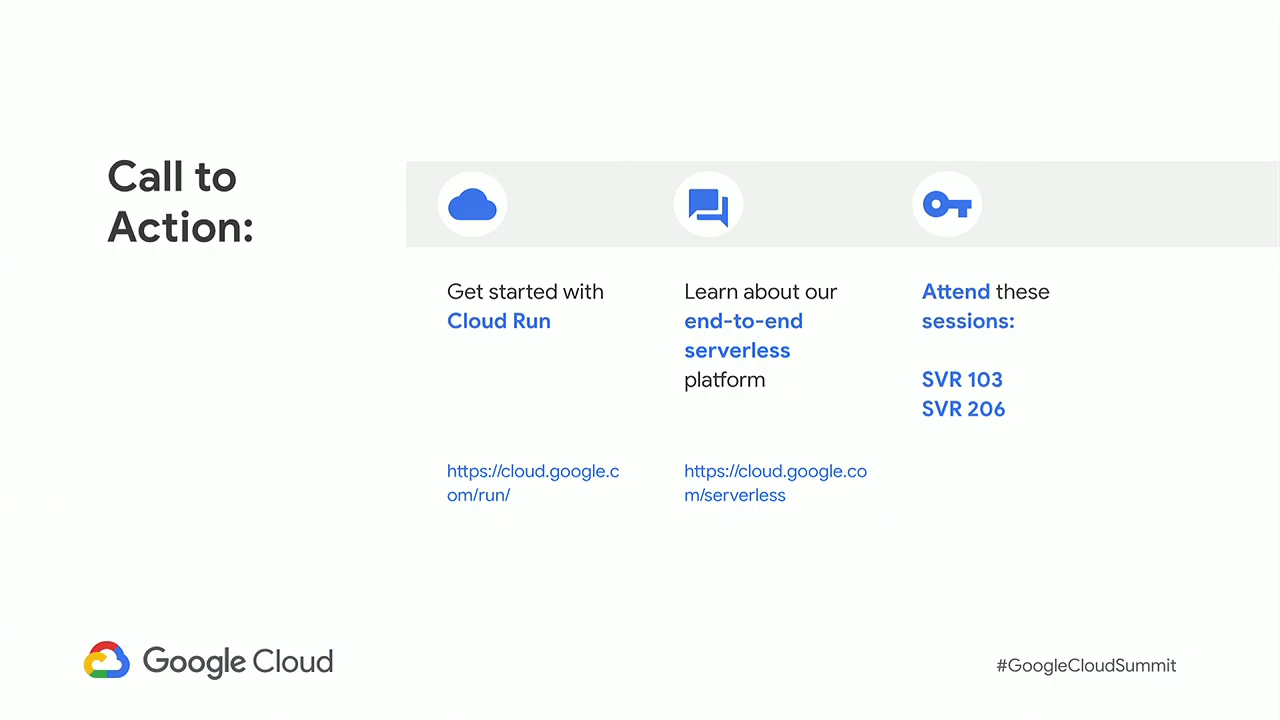 Call to
Action:
Get started with
Cloud Run
https://cloud.google.c
om/run/
Learn about our
end-to-end
serverless
platform
https://cloud.google.co
m/serverless
Attend these
sessions:
SVR 103
SVR 206
Google Cloud
#GoogleCloudSummit